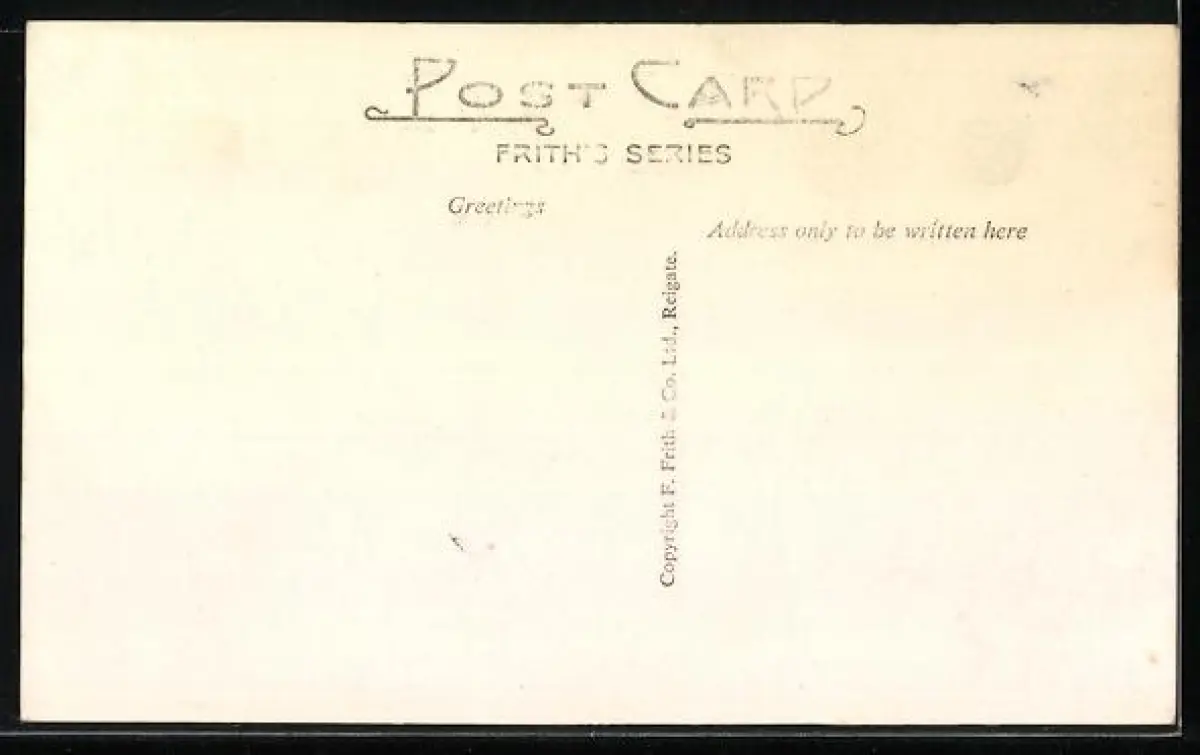 POST CARD
FRITH'S SERIES
Greetings
Address only to be written here
Copyright F. Frith & Co. Ltd., Reigate.